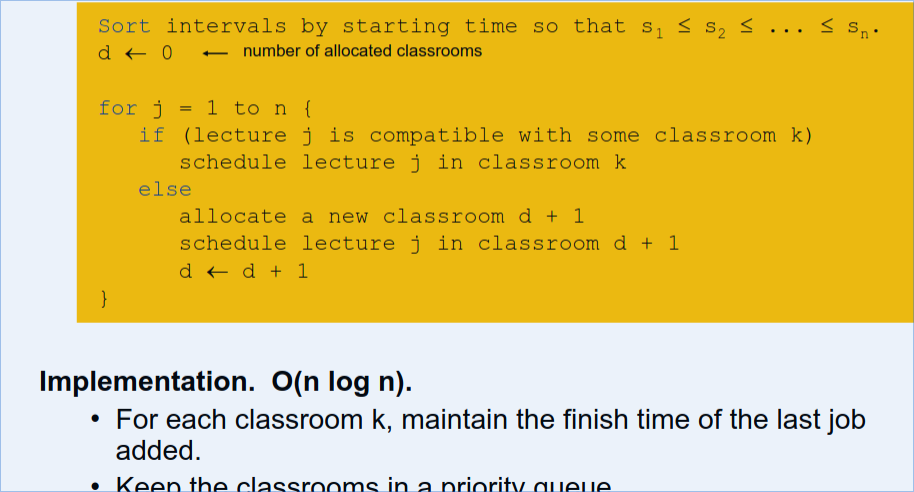 Sort intervals by starting time so that s₁ ≤ s₂ ≤ ... ≤ sₙ.
d ← 0 ← number of allocated classrooms
for j = 1 to n {
if (lecture j is compatible with some classroom k)
schedule lecture j in classroom k
else
allocate a new classroom d + 1
schedule lecture j in classroom d + 1
d ← d + 1
}
Implementation. O(n log n).
• For each classroom k, maintain the finish time of the last job
added.
• Keep the classrooms in a priority queue